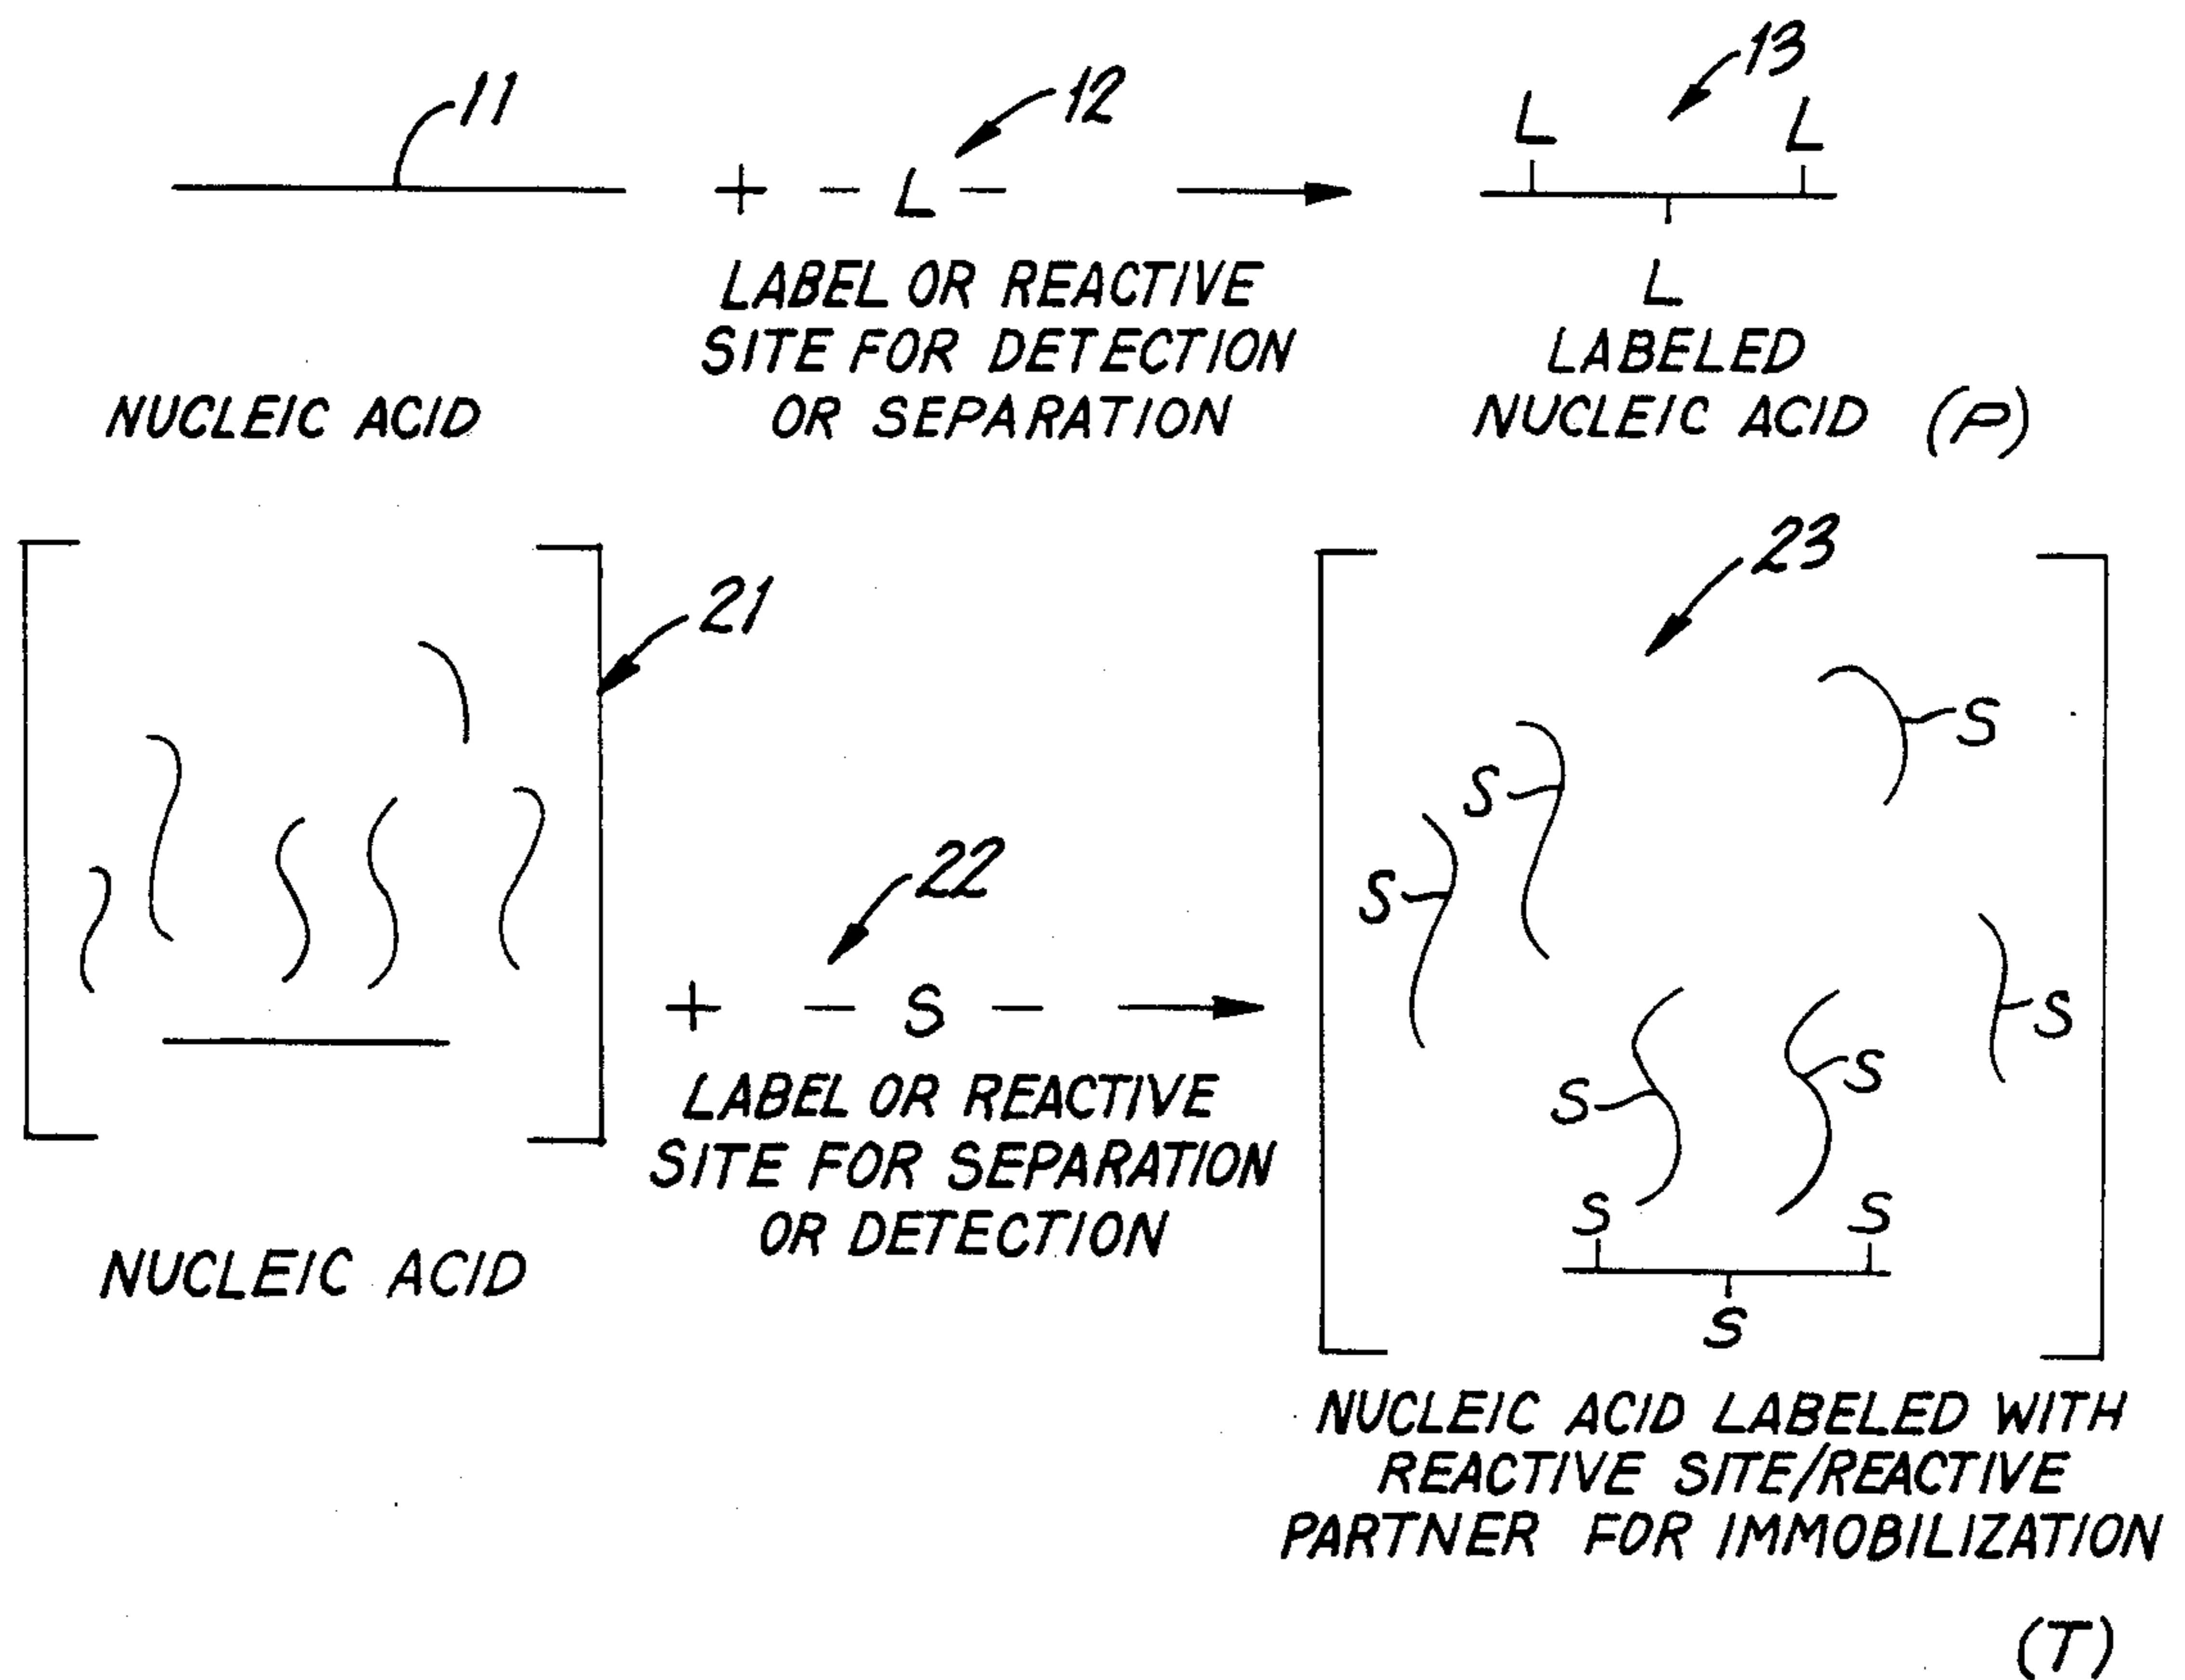 11
12
13
L L
+ - L -
L
LABEL OR REACTIVE
SITE FOR DETECTION
OR SEPARATION
NUCLEIC ACID
LABELED
NUCLEIC ACID (P)
21
22
+ - S -
LABEL OR REACTIVE
SITE FOR SEPARATION
OR DETECTION
NUCLEIC ACID
23
S
S
S
S
S
S
S S
S
NUCLEIC ACID LABELED WITH
REACTIVE SITE/REACTIVE
PARTNER FOR IMMOBILIZATION
(T)